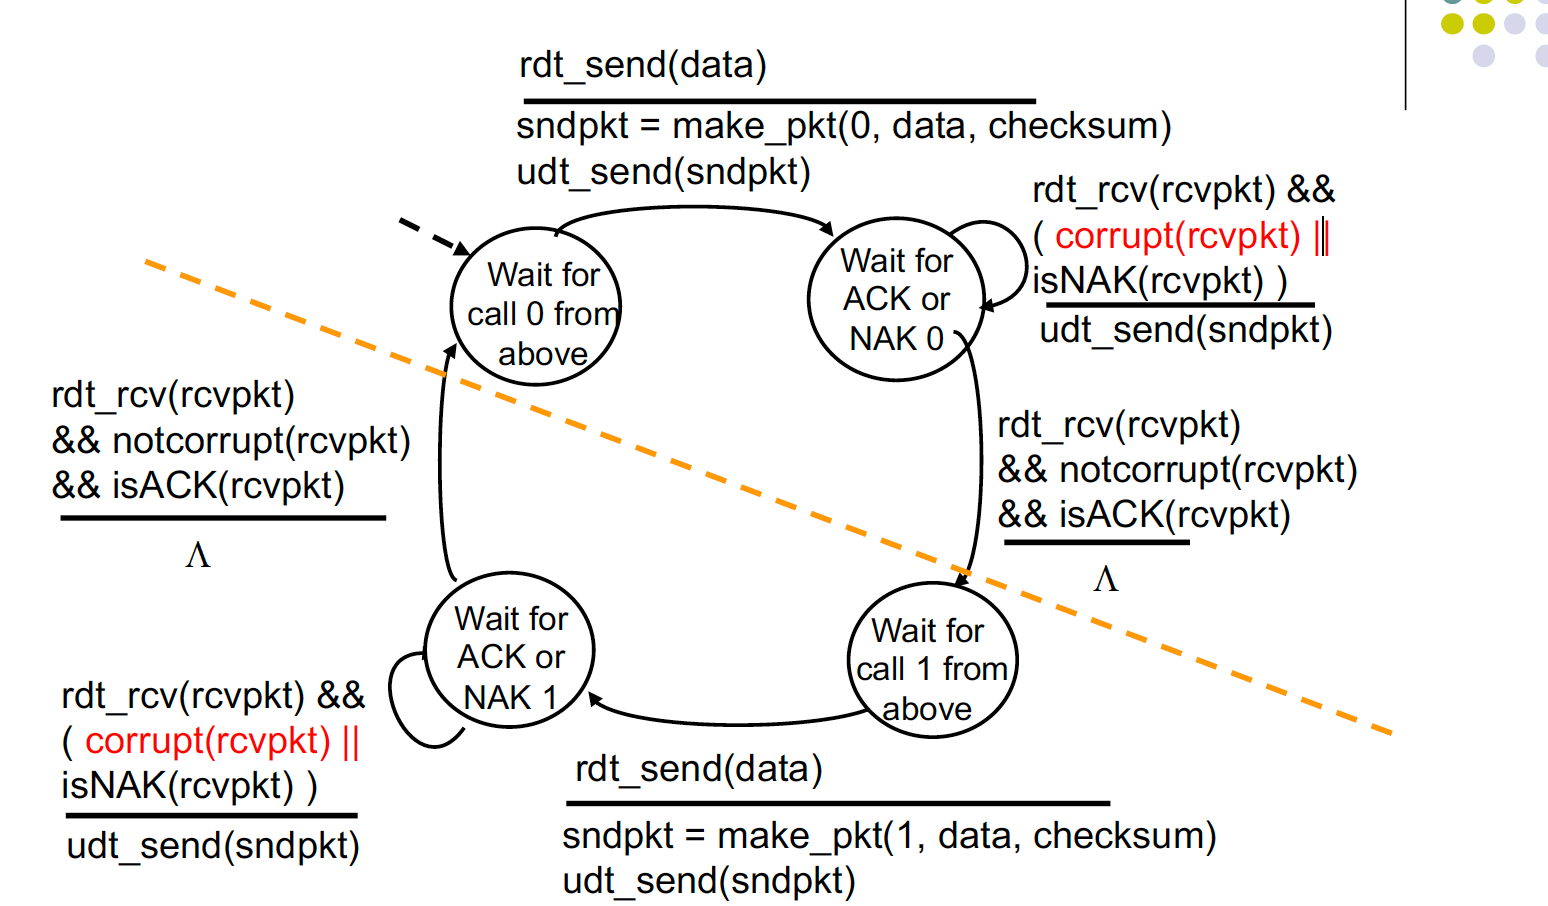 rdt_send(data)
sndpkt = make_pkt(0, data, checksum)
udt_send(sndpkt)
rdt_rcv(rcvpkt) &&
( corrupt(rcvpkt) ||
isNAK(rcvpkt) )
udt_send(sndpkt)
Wait for
call 0 from
above
Wait for
ACK or
NAK 0
rdt_rcv(rcvpkt)
&& notcorrupt(rcvpkt)
&& isACK(rcvpkt)
Λ
rdt_rcv(rcvpkt)
&& notcorrupt(rcvpkt)
&& isACK(rcvpkt)
Λ
Wait for
ACK or
NAK 1
Wait for
call 1 from
above
rdt_rcv(rcvpkt) &&
( corrupt(rcvpkt) ||
isNAK(rcvpkt) )
udt_send(sndpkt)
rdt_send(data)
sndpkt = make_pkt(1, data, checksum)
udt_send(sndpkt)